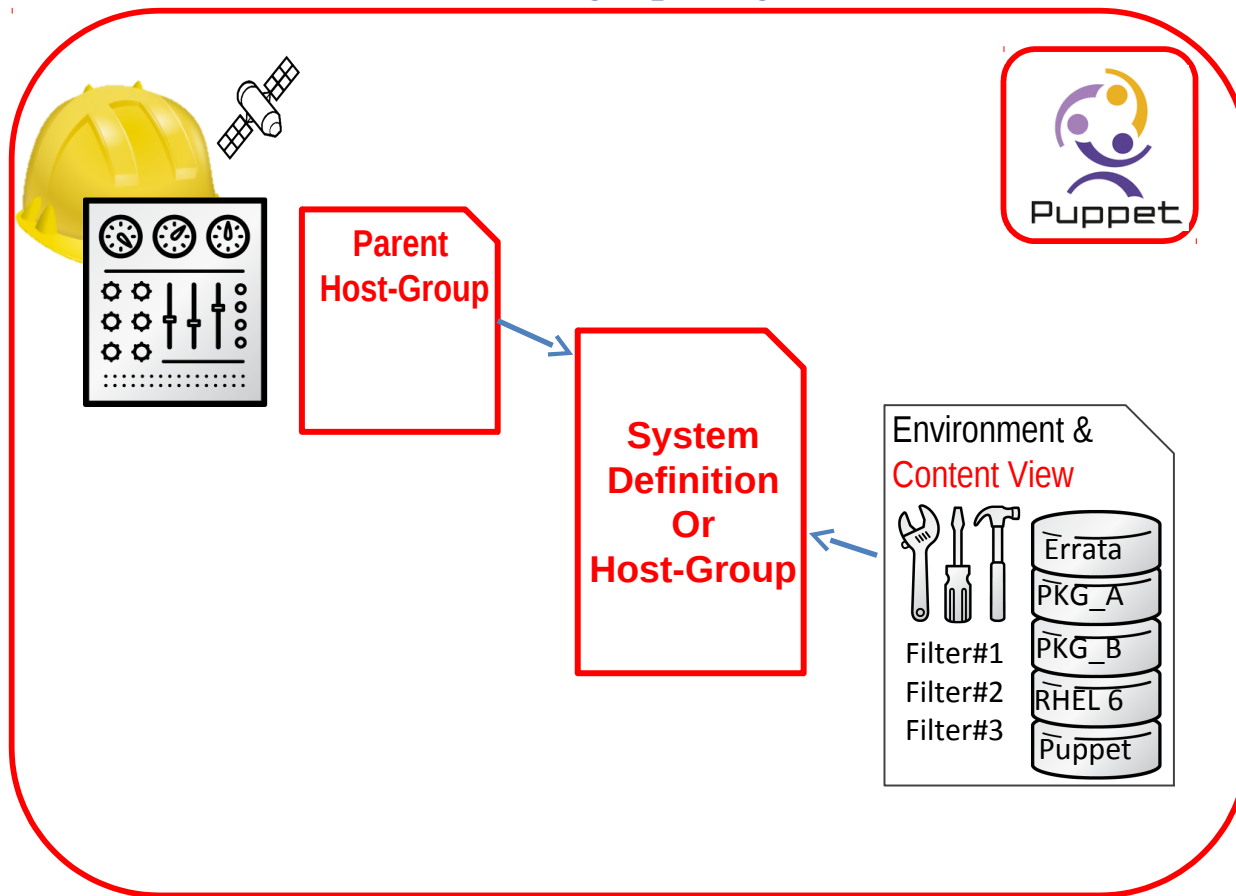 Puppet
Parent
Host-Group
System
Definition
Or
Host-Group
Environment &
Content View
Filter#1
Filter#2
Filter#3
Errata
PKG_A
PKG_B
RHEL 6
Puppet